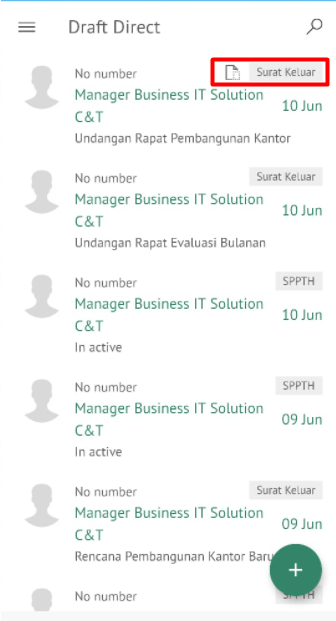 Draft Direct
No number
Surat Keluar
Manager Business IT Solution
C&T
10 Jun
Undangan Rapat Pembangunan Kantor
No number
Surat Keluar
Manager Business IT Solution
C&T
10 Jun
Undangan Rapat Evaluasi Bulanan
No number
SPPTH
Manager Business IT Solution
C&T
10 Jun
In active
No number
SPPTH
Manager Business IT Solution
C&T
09 Jun
In active
No number
Surat Keluar
Manager Business IT Solution
C&T
09 Jun
Rencana Pembangunan Kantor Baru
+
No number